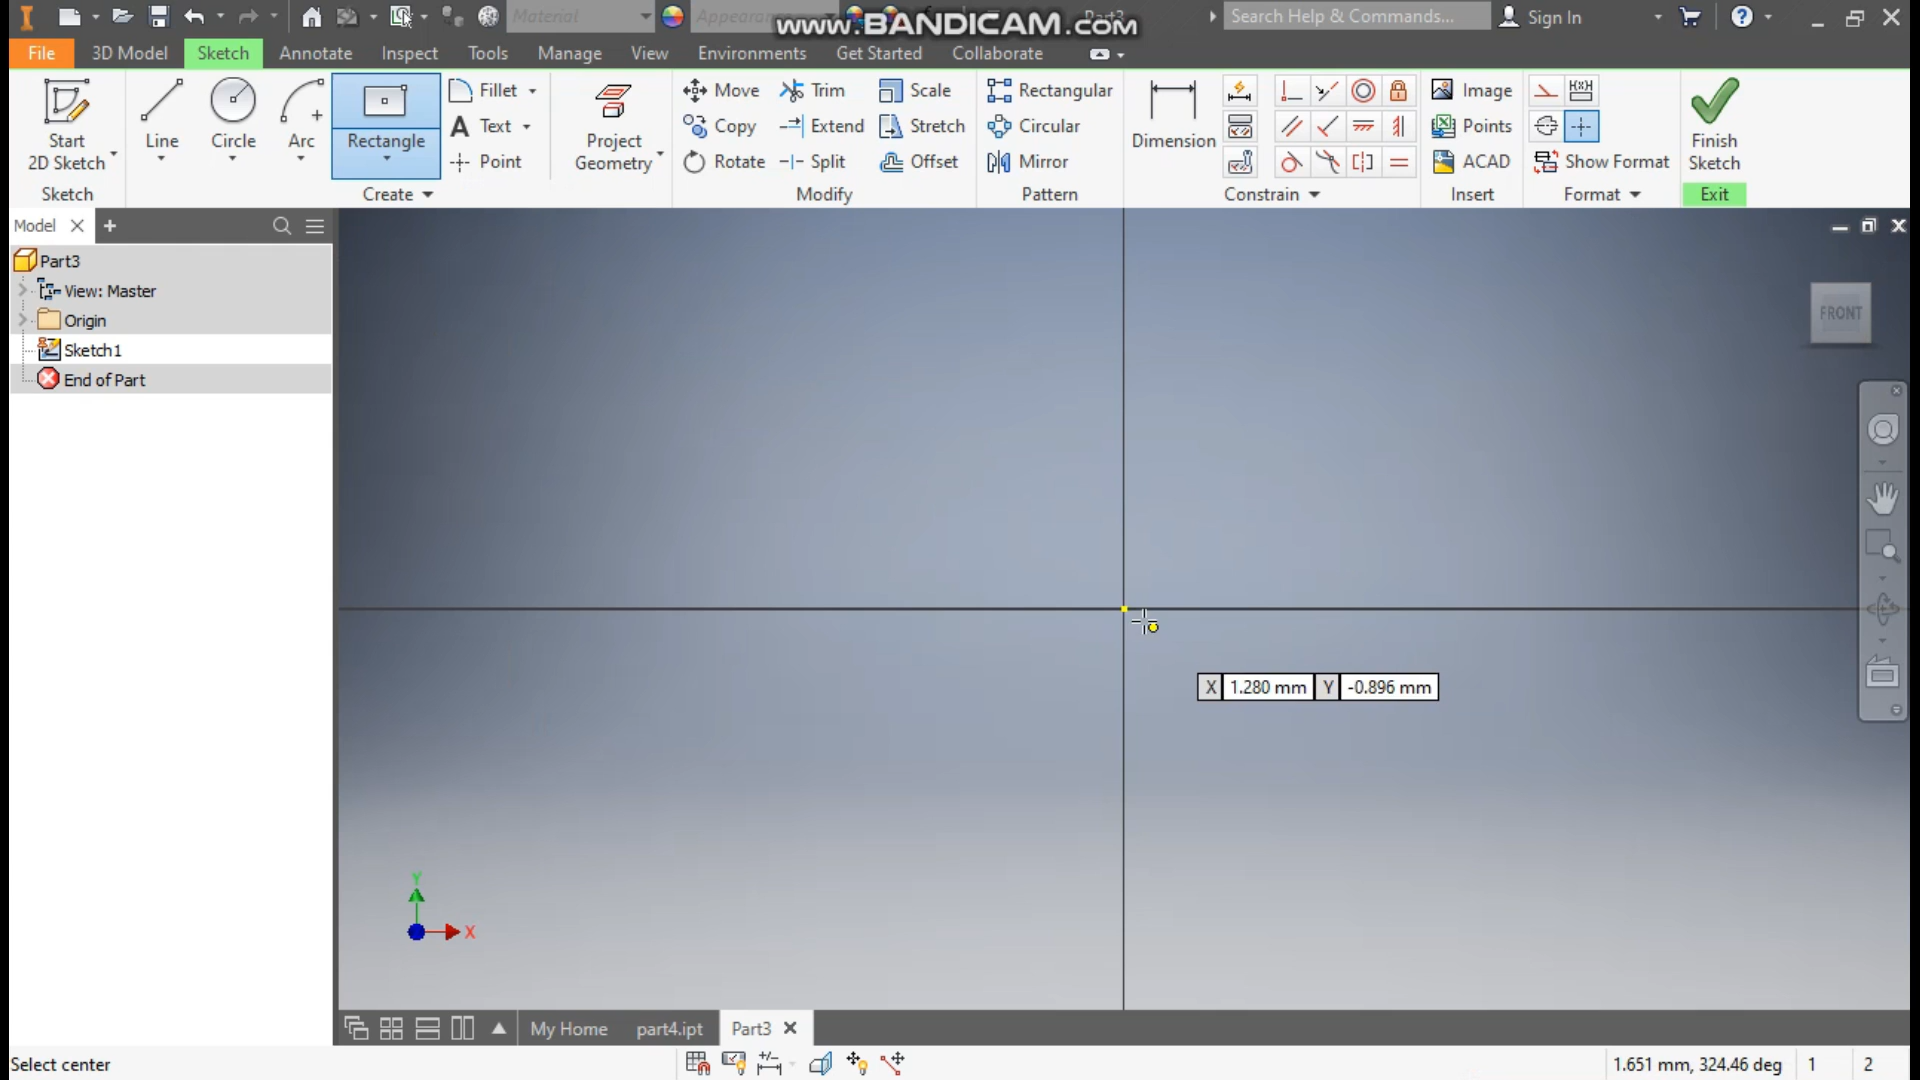 Material
Appearance
www.BANDICAM.com
Part3
Search Help & Commands...
Sign In
File 3D Model Sketch Annotate Inspect Tools Manage View Environments Get Started Collaborate
Start
2D Sketch
Line
Circle
Arc
Rectangle
Fillet
Text
Point
Project
Geometry
Move
Copy
Rotate
Trim
Extend
Split
Scale
Stretch
Offset
Rectangular
Circular
Mirror
Dimension
Image
Points
ACAD
Show Format
Finish
Sketch
Sketch Create Modify Pattern Constrain Insert Format Exit
Model
Part3
View: Master
Origin
Sketch1
End of Part
FRONT
X 1.280 mm Y -0.896 mm
Y
X
My Home part4.ipt Part3
Select center
1.651 mm, 324.46 deg 1 2